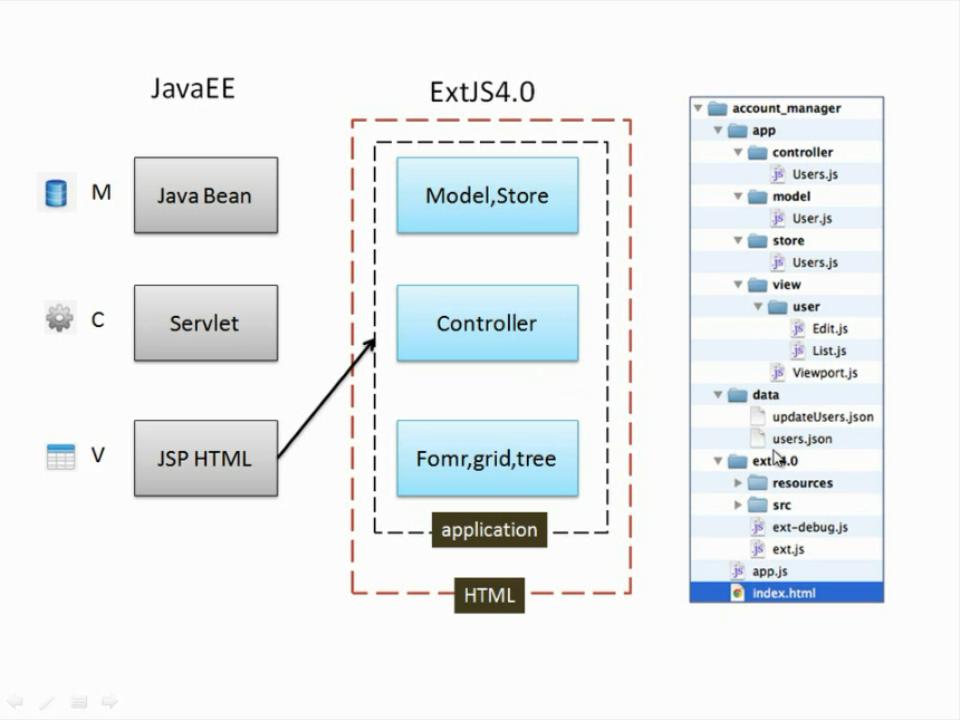 JavaEE
ExtJS4.0
M
Java Bean
Model,Store
C
Servlet
Controller
V
JSP HTML
Fomr,grid,tree
application
HTML
account_manager
app
controller
Users.js
model
User.js
store
Users.js
view
user
Edit.js
List.js
Viewport.js
data
updateUsers.json
users.json
ext-4.0
resources
src
ext-debug.js
ext.js
app.js
index.html